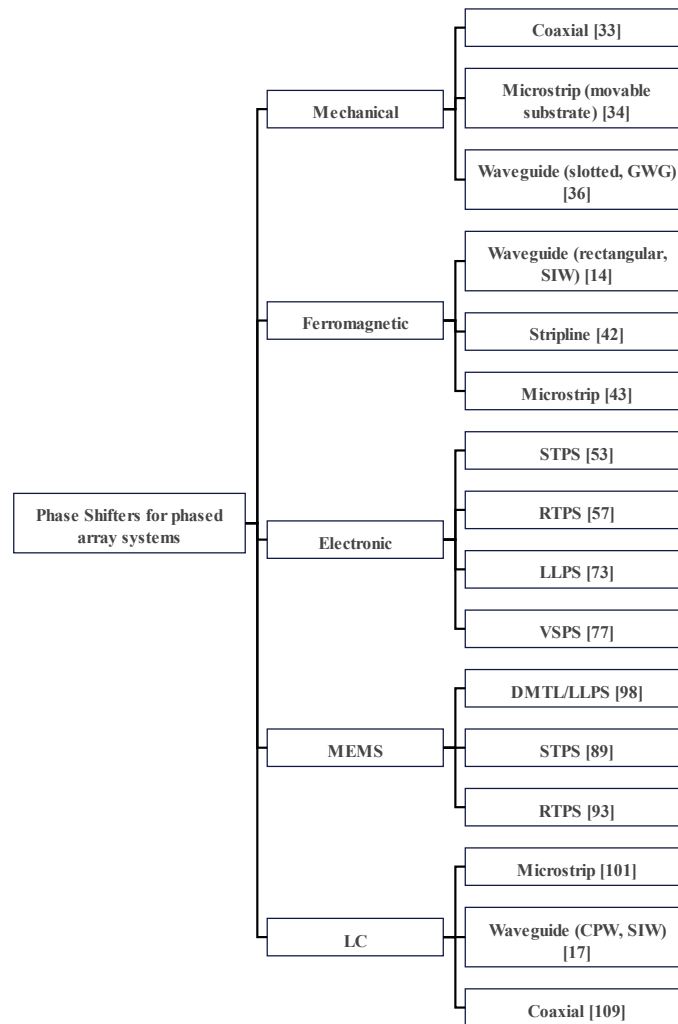 Coaxial [33]
Mechanical
Microstrip (movable
substrate) [34]
Waveguide (slotted, GWG)
[36]
Waveguide (rectangular,
SIW) [14]
Ferromagnetic
Stripline [42]
Microstrip [43]
STPS [53]
Phase Shifters for phased
array systems
RTPS [57]
Electronic
LLPS [73]
VSPS [77]
DMTL/LLPS [98]
MEMS
STPS [89]
RTPS [93]
Microstrip [101]
LC
Waveguide (CPW, SIW)
[17]
Coaxial [109]